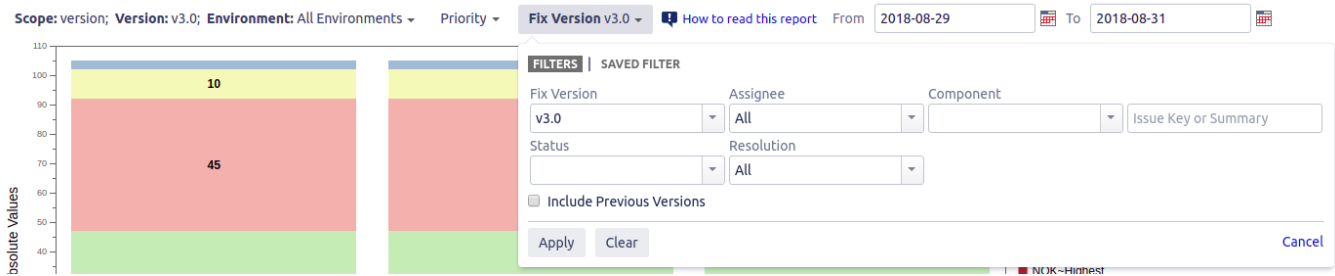 Scope: version; Version: v3.0; Environment: All Environments Priority Fix Version v3.0 How to read this report From 2018-08-29 To 2018-08-31
FILTERS | SAVED FILTER
Fix Version Assignee Component
v3.0 All Issue Key or Summary
Status Resolution
All
Include Previous Versions
Apply Clear Cancel
110
100
90
80
70
60
50
40
10
45
bsolute Values
NOK~Highest